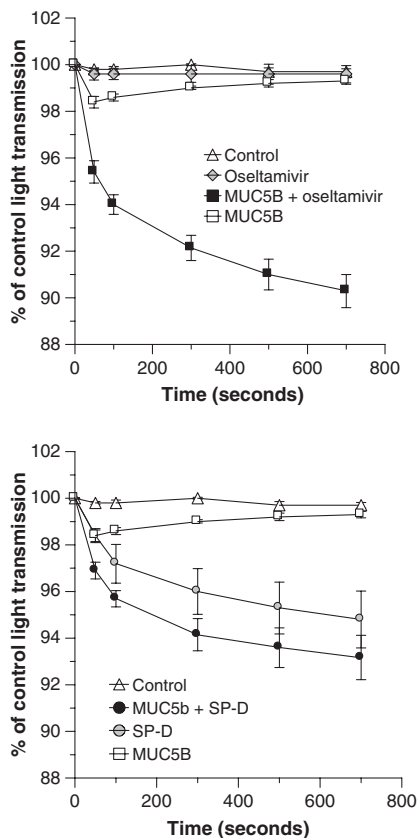 % of control light transmission
102
100
98
96
94
92
90
88
Control
Oseltamivir
MUC5B + oseltamivir
MUC5B
0 200 400 600 800
Time (seconds)
% of control light transmission
102
100
98
96
94
92
90
88
Control
MUC5b + SP-D
SP-D
MUC5B
0 200 400 600 800
Time (seconds)